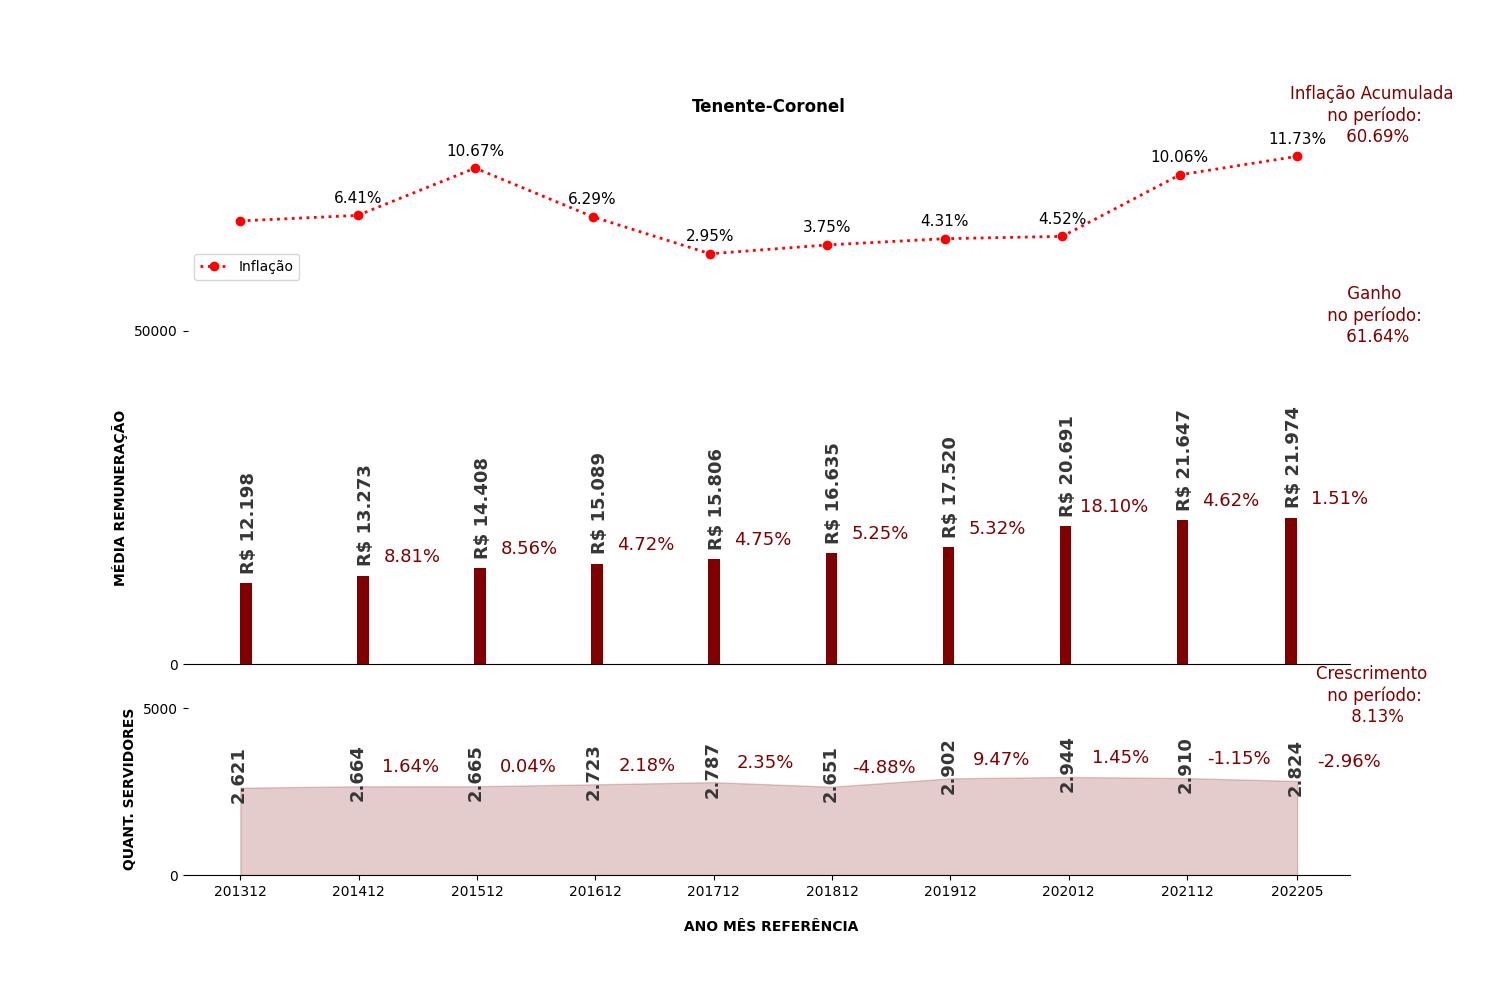 Tenente-Coronel
Inflação Acumulada
no período:
60.69%
6.41%
10.67%
6.29%
2.95%
3.75%
4.31%
4.52%
10.06%
11.73%
Inflação
Ganho
no período:
61.64%
MÉDIA REMUNERAÇÃO
50000
0
R$ 12.198
R$ 13.273
R$ 14.408
R$ 15.089
R$ 15.806
R$ 16.635
R$ 17.520
R$ 20.691
R$ 21.647
R$ 21.974
8.81%
8.56%
4.72%
4.75%
5.25%
5.32%
18.10%
4.62%
1.51%
Crescrimento
no período:
8.13%
QUANT. SERVIDORES
5000
0
2.621
2.664
2.665
2.723
2.787
2.651
2.902
2.944
2.910
2.824
1.64%
0.04%
2.18%
2.35%
-4.88%
9.47%
1.45%
-1.15%
-2.96%
201312
201412
201512
201612
201712
201812
201912
202012
202112
202205
ANO MÊS REFERÊNCIA